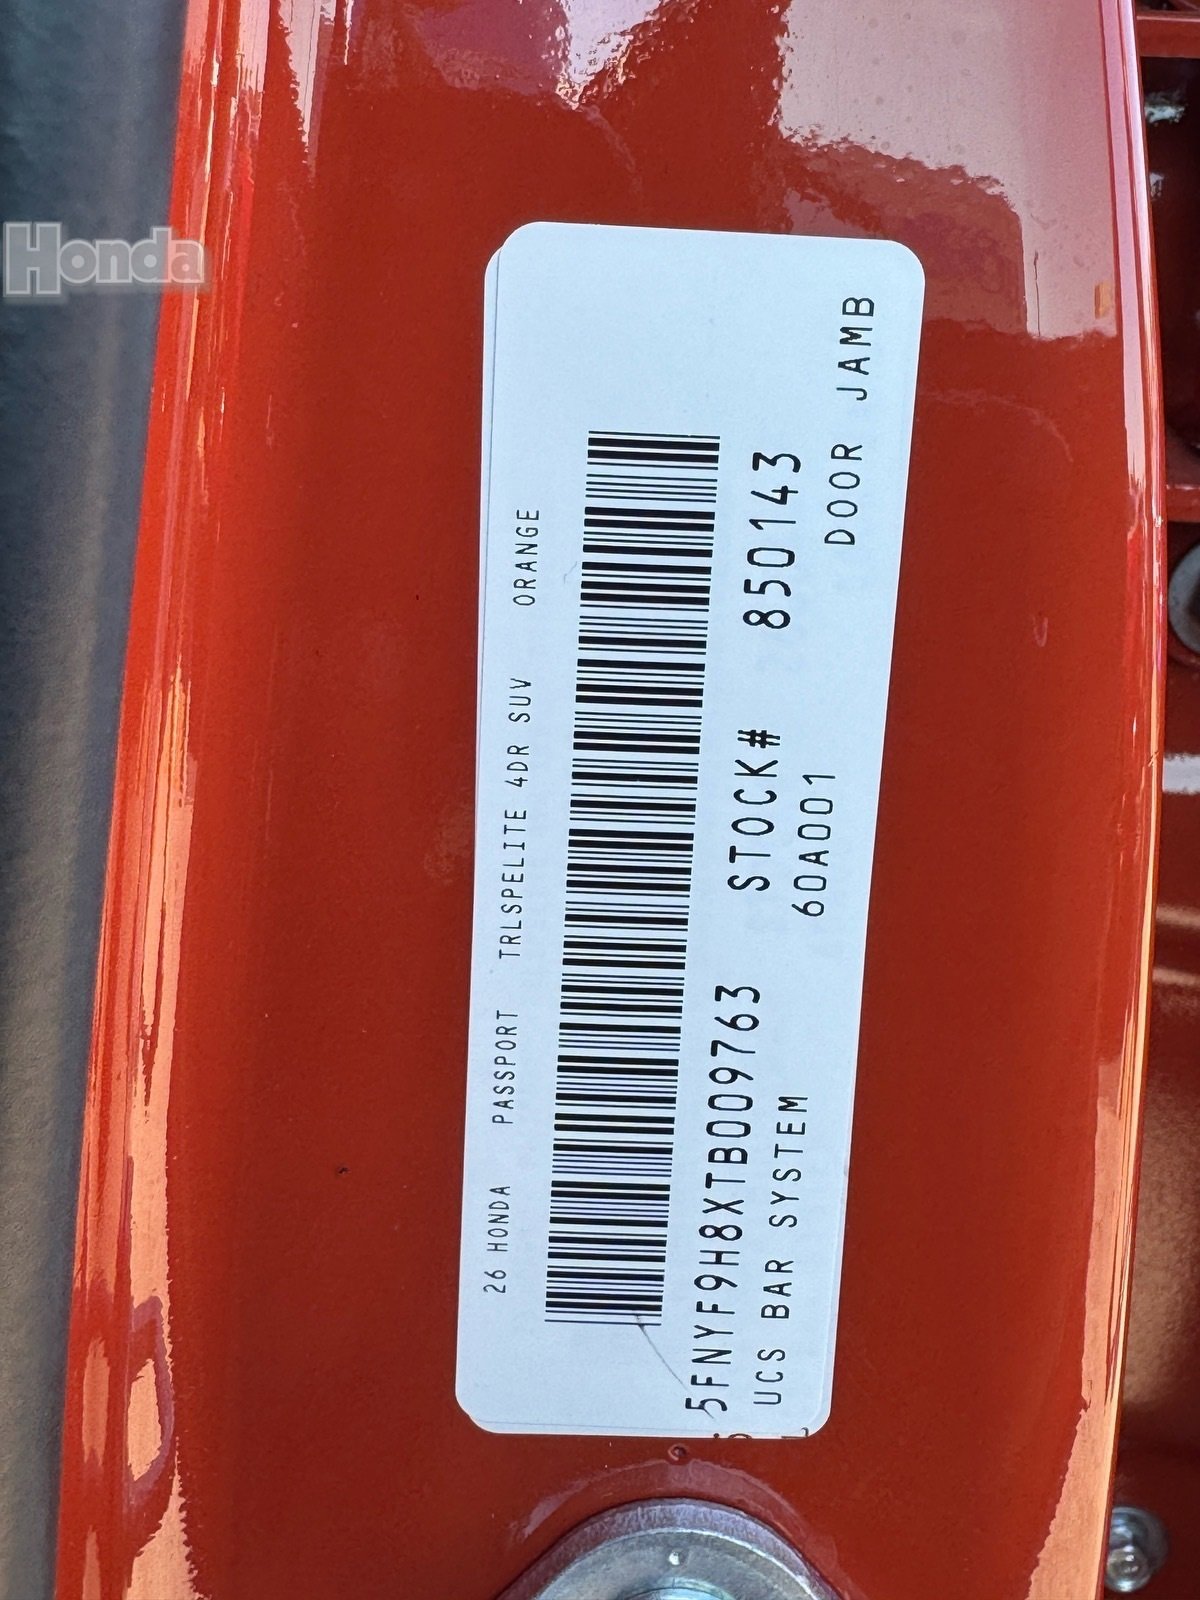 Honda
26 HONDA PASSPORT TRLSPELITE 4DR SUV ORANGE
5FNYF9H8XTB009763 STOCK# 850143
UCS BAR SYSTEM 60A001 DOOR JAMB